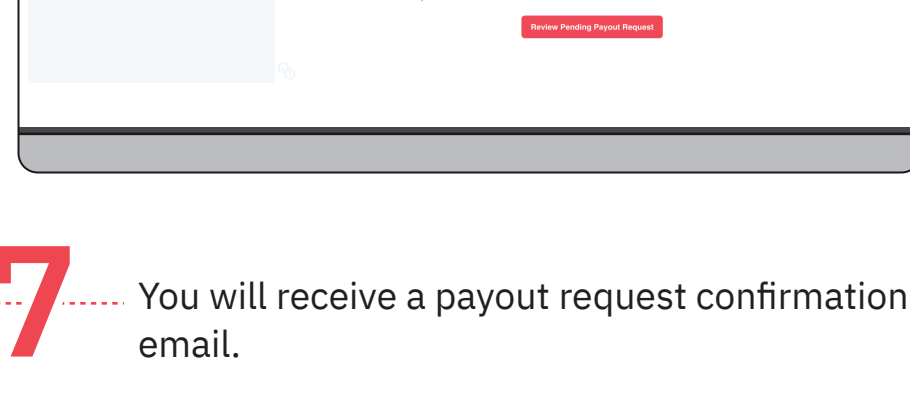 Review Pending Payout Request
7
You will receive a payout request confirmation
email.